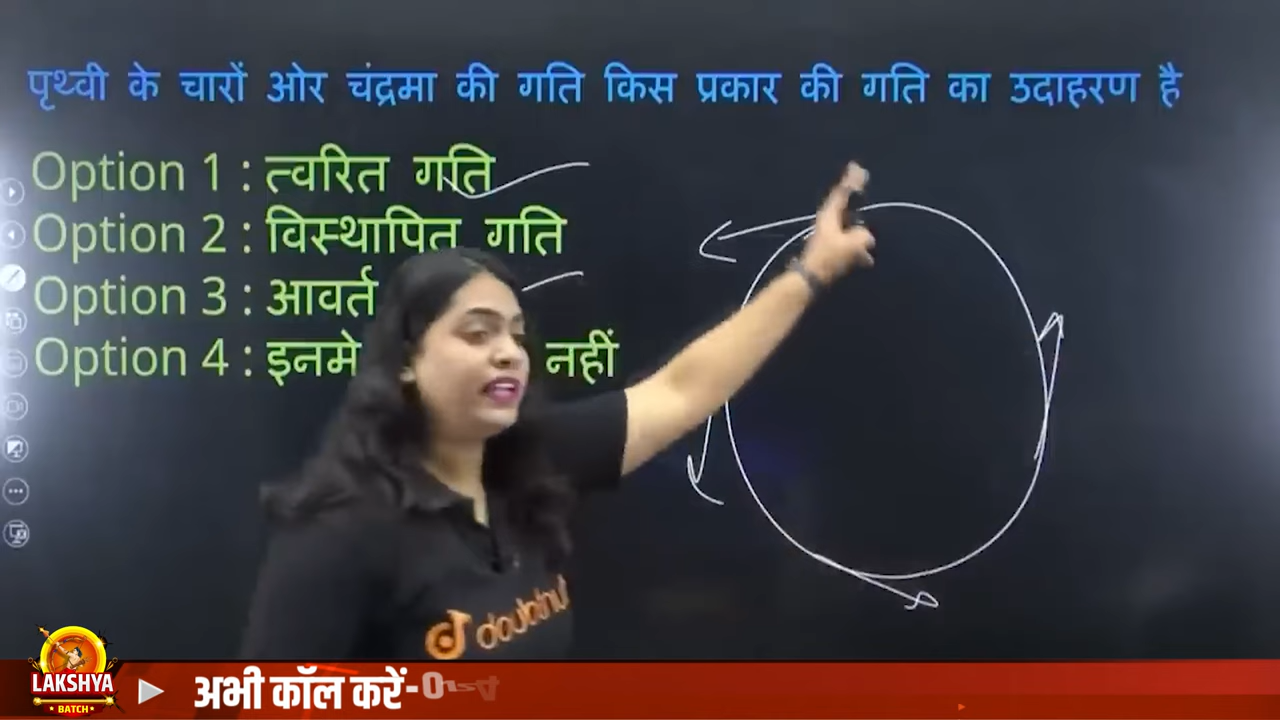 पृथ्वी के चारों ओर चंद्रमा की गति किस प्रकार की गति का उदाहरण है
Option 1 : त्वरित गति
Option 2 : विस्थापित गति
Option 3 : आवर्त
Option 4 : इनमे नहीं
doubtnut
LAKSHYA
BATCH
अभी कॉल करें-